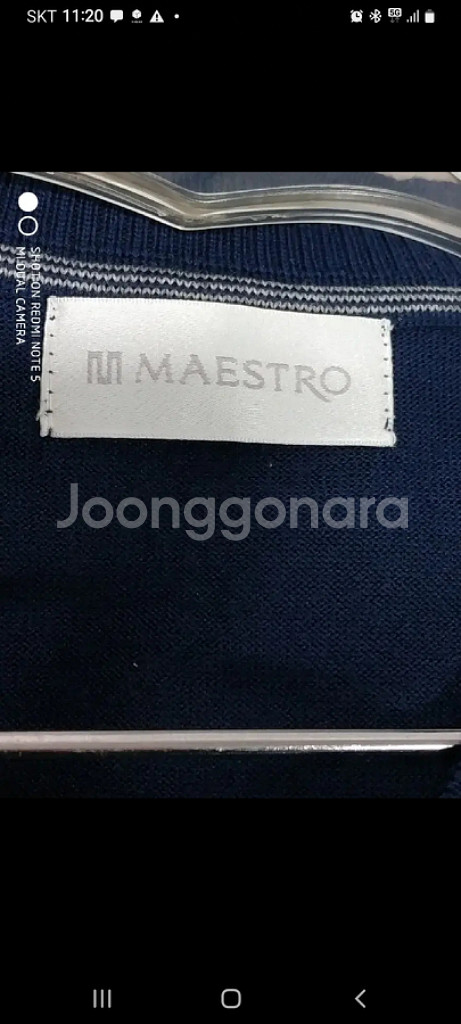 SKT 11:20
5G
SHOT ON REDMI NOTE 5
MI DUAL CAMERA
MAESTRO
Joonggonara